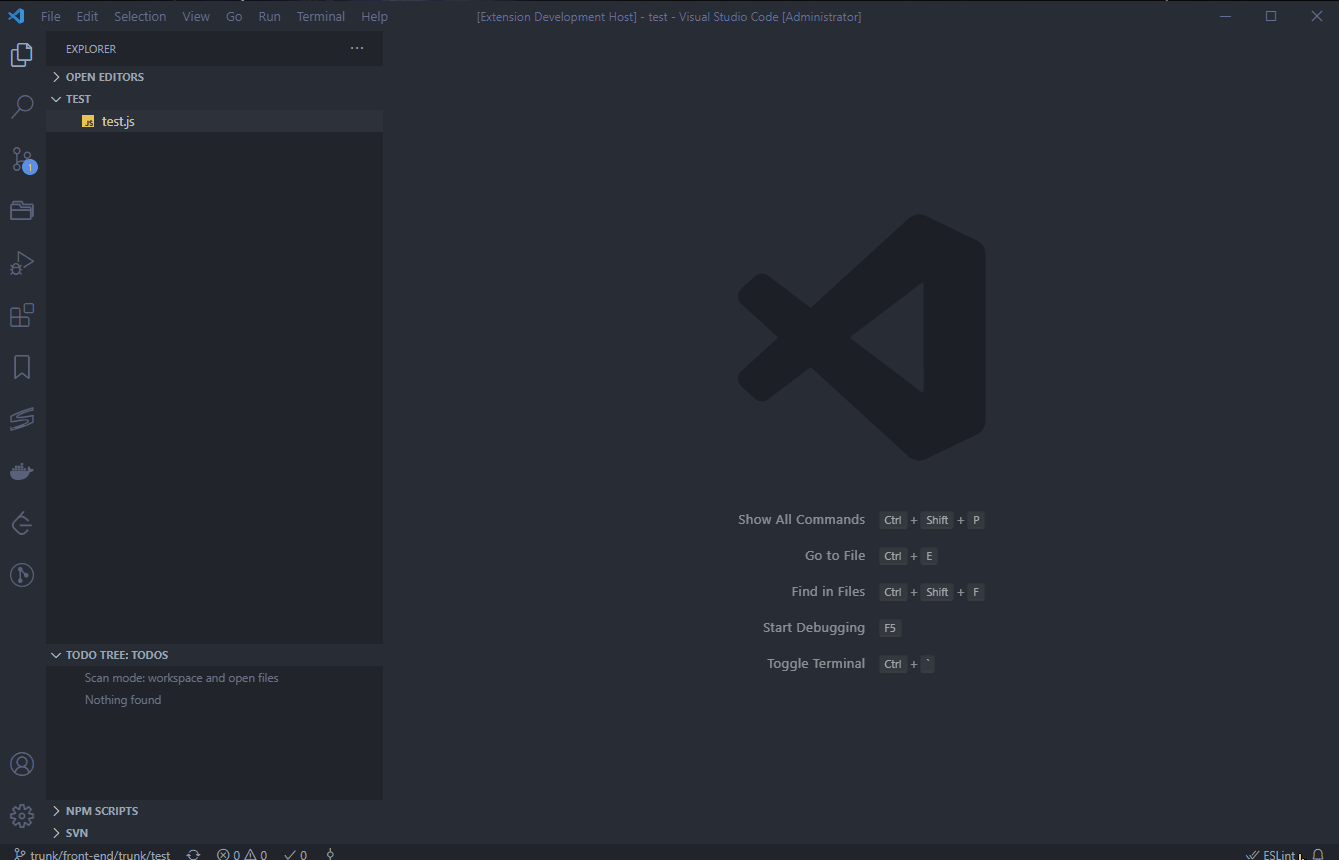 File Edit Selection View Go Run Terminal Help [Extension Development Host] - test - Visual Studio Code [Administrator]
EXPLORER ···
OPEN EDITORS
TEST
JS test.js
1
Show All Commands Ctrl + Shift + P
Go to File Ctrl + E
Find in Files Ctrl + Shift + F
Start Debugging F5
Toggle Terminal Ctrl + `
TODO TREE: TODOS
Scan mode: workspace and open files
Nothing found
NPM SCRIPTS
SVN
trunk/front-end/trunk/test 0 0 0 ESLint